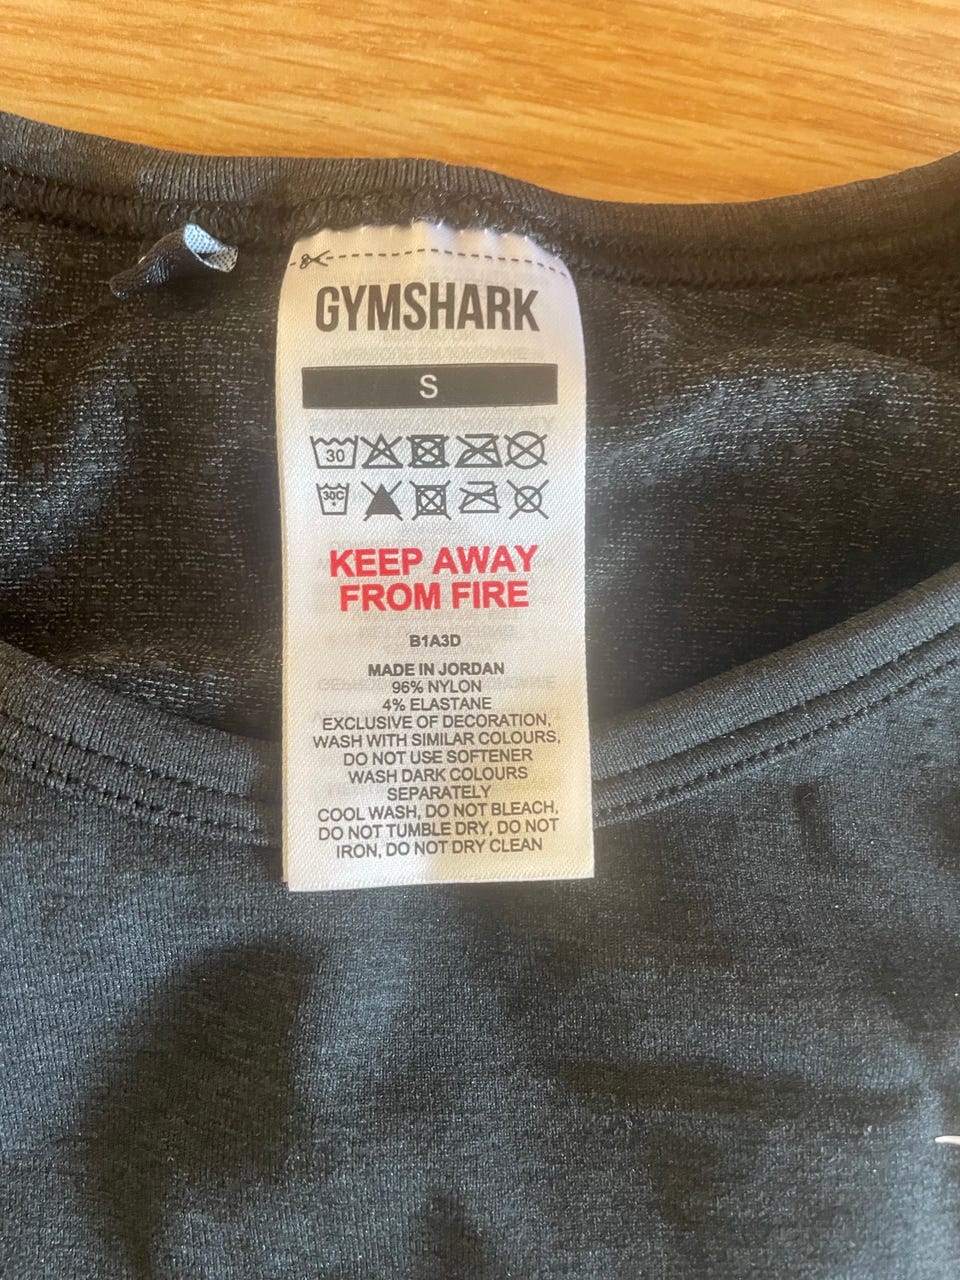 GYMSHARK
S
30
30C
KEEP AWAY
FROM FIRE
B1A3D
MADE IN JORDAN
96% NYLON
4% ELASTANE
EXCLUSIVE OF DECORATION,
WASH WITH SIMILAR COLOURS,
DO NOT USE SOFTENER
WASH DARK COLOURS
SEPARATELY
COOL WASH, DO NOT BLEACH,
DO NOT TUMBLE DRY, DO NOT
IRON, DO NOT DRY CLEAN